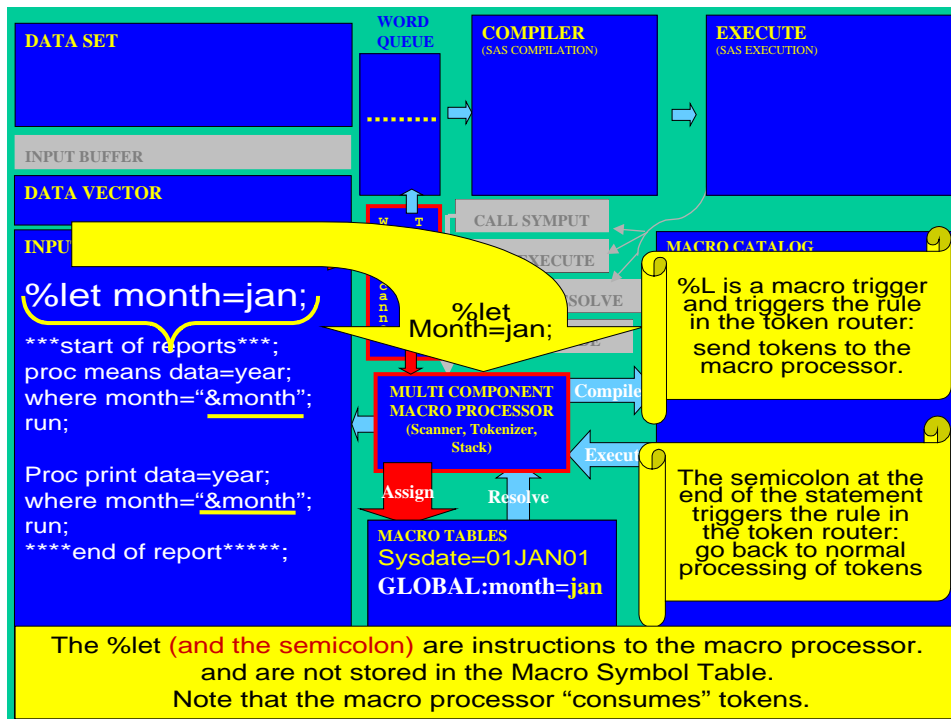 DATA SET
WORD
QUEUE
COMPILER
(SAS COMPILATION)
EXECUTE
(SAS EXECUTION)
INPUT BUFFER
DATA VECTOR
INPU
W T
c
a
n
n
CALL SYMPUT
EXECUTE
SOLVE
MACRO CATALOG
%let month=jan;
***start of reports***;
proc means data=year;
where month=“&month”;
run;
Proc print data=year;
where month=“&month”;
run;
****end of report*****;
%let
Month=jan;
%L is a macro trigger
and triggers the rule
in the token router:
send tokens to the
macro processor.
MULTI COMPONENT
MACRO PROCESSOR
(Scanner, Tokenizer,
Stack)
Compile
Execut
Assign
Resolve
The semicolon at the
end of the statement
triggers the rule in
the token router:
go back to normal
processing of tokens
MACRO TABLES
Sysdate=01JAN01
GLOBAL:month=jan
The %let (and the semicolon) are instructions to the macro processor.
and are not stored in the Macro Symbol Table.
Note that the macro processor “consumes” tokens.